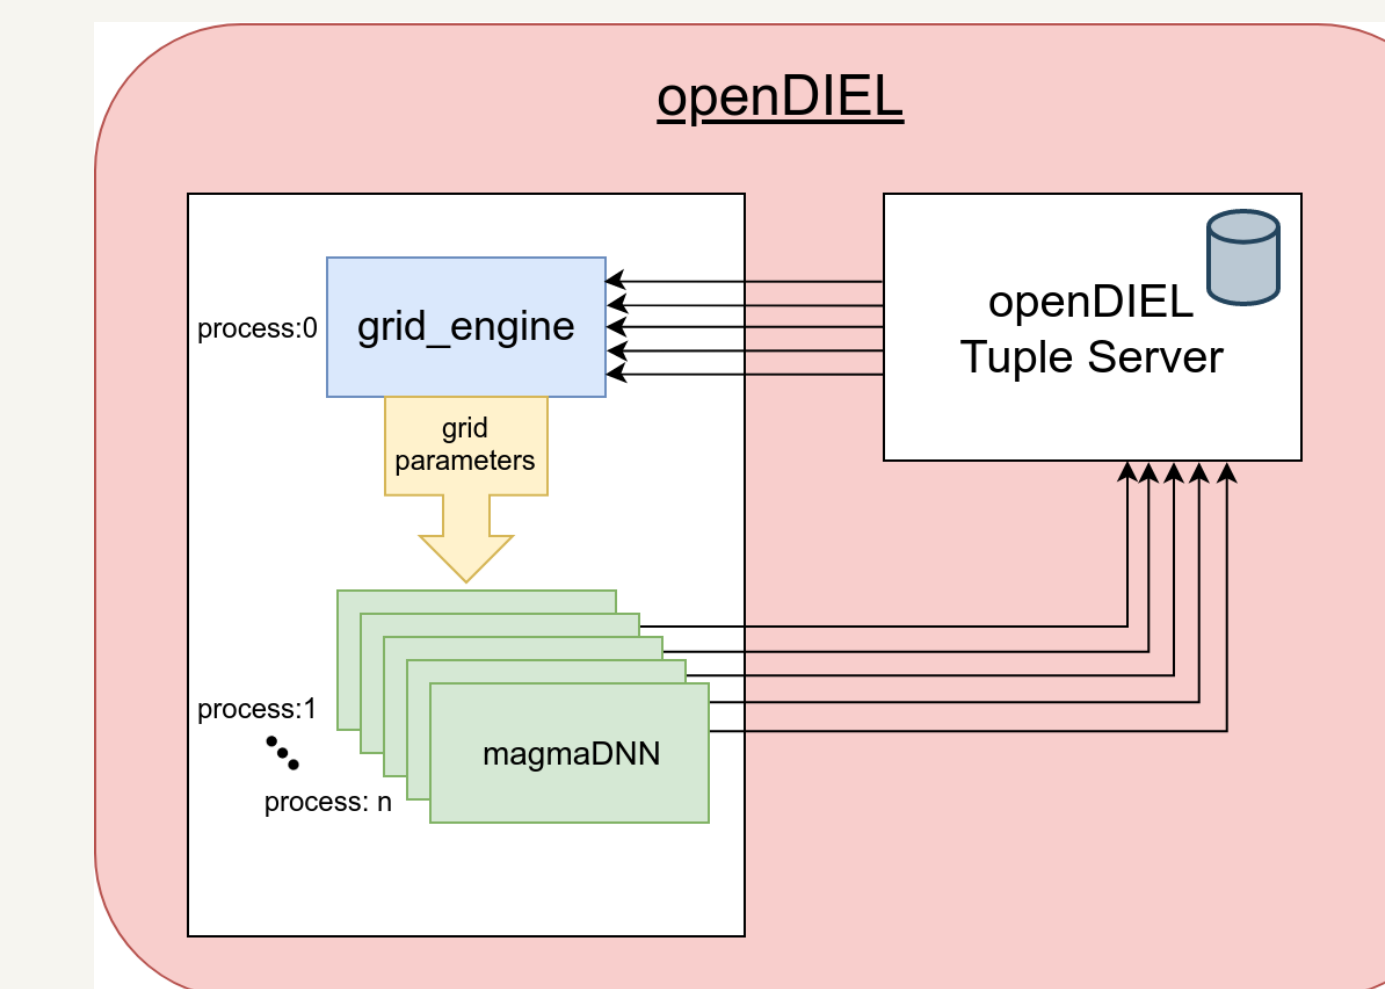 openDIEL
process:0
grid_engine
openDIEL
Tuple Server
grid
parameters
process:1
magmaDNN
process: n